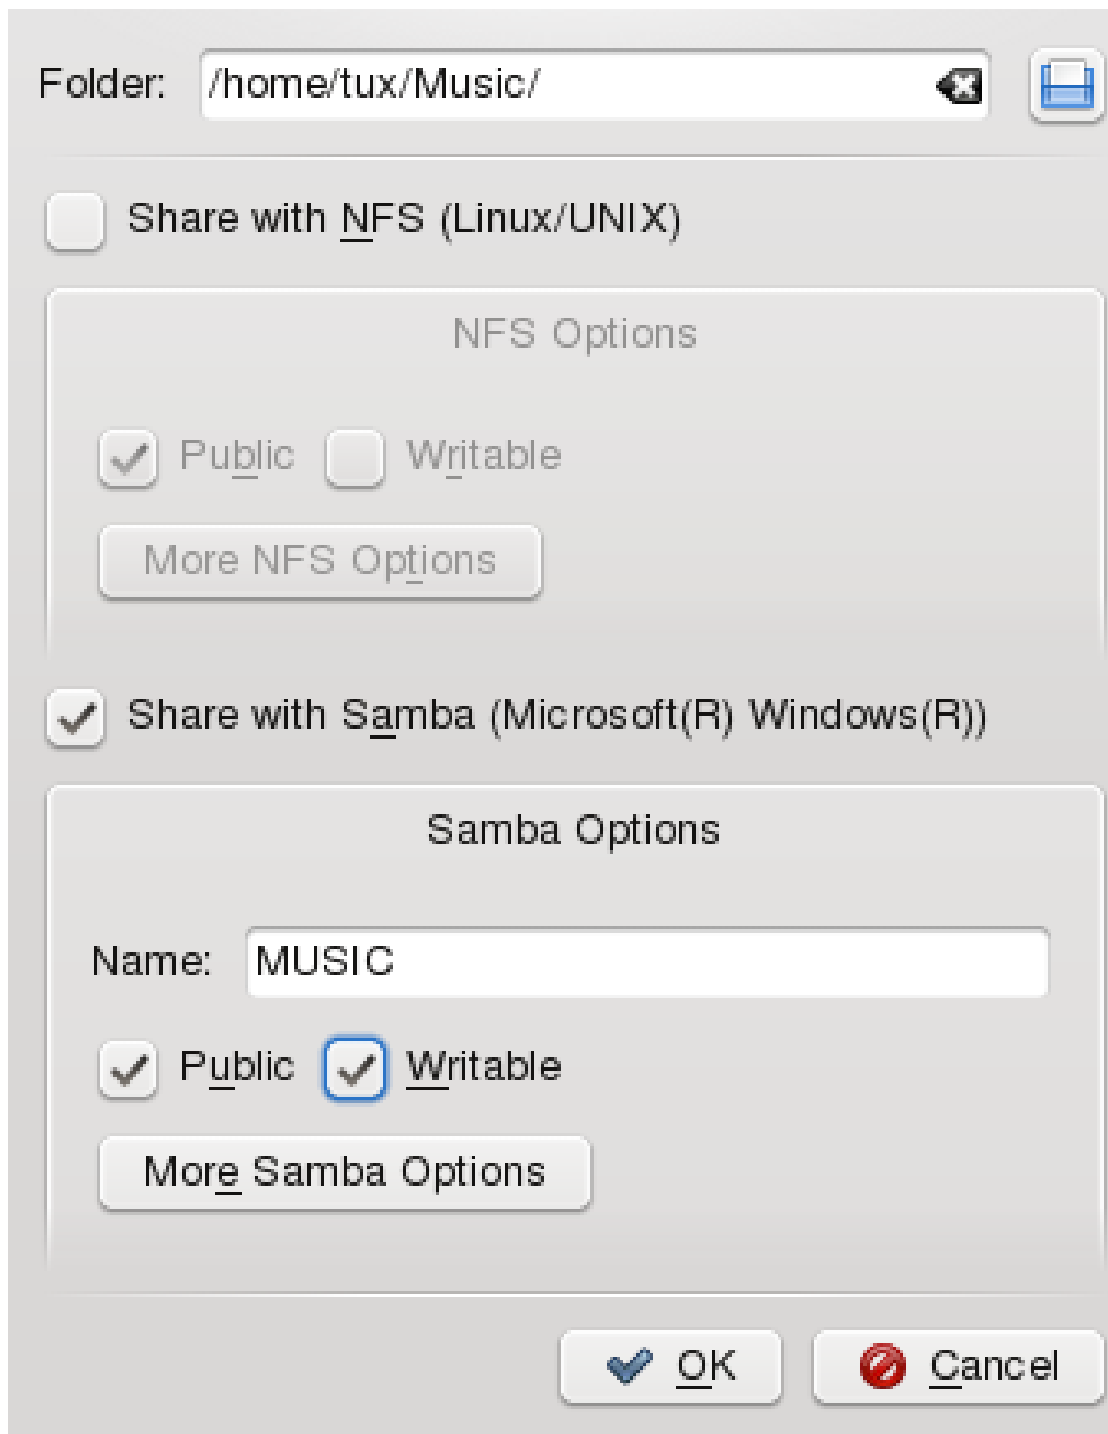 Folder: /home/tux/Music/
Share with NFS (Linux/UNIX)
NFS Options
Public Writable
More NFS Options
Share with Samba (Microsoft(R) Windows(R))
Samba Options
Name: MUSIC
Public Writable
More Samba Options
OK Cancel